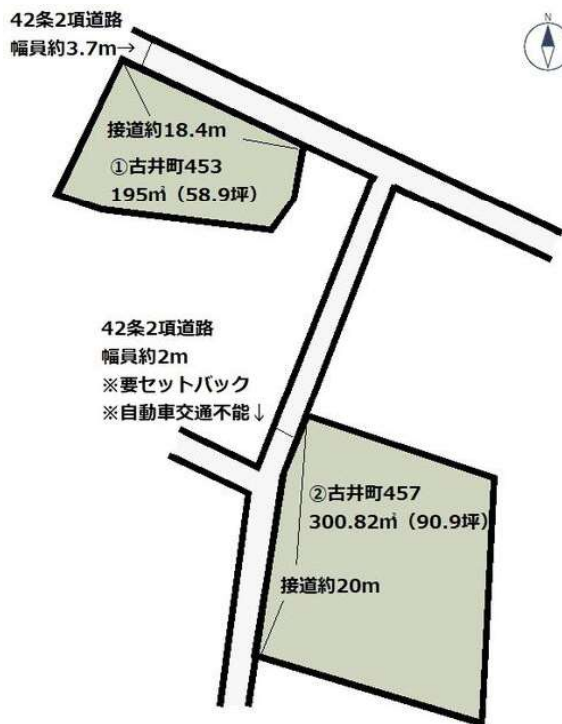 42条2項道路
幅員約3.7m→
N
接道約18.4m
①古井町453
195㎡（58.9坪）
42条2項道路
幅員約2m
※要セットバック
※自動車交通不能↓
②古井町457
300.82㎡（90.9坪）
接道約20m